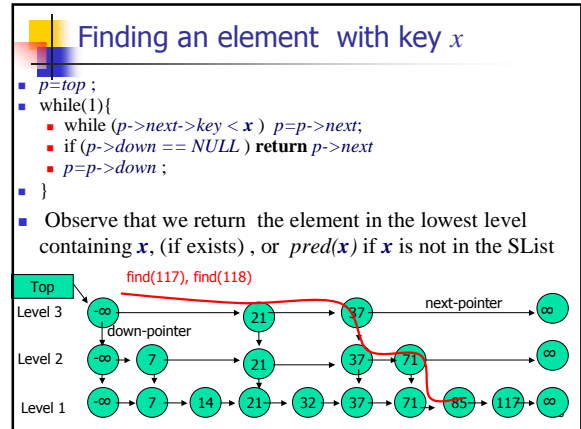 Finding an element with key x
p=top ;
while(1){
while (p->next->key < x ) p=p->next;
if (p->down == NULL ) return p->next
p=p->down ;
}
Observe that we return the element in the lowest level
containing x, (if exists) , or pred(x) if x is not in the SList
find(117), find(118)
Top
Level 3 -∞ 21 37 next-pointer ∞
down-pointer
Level 2 -∞ 7 21 37 71 ∞
Level 1 -∞ 7 14 21 32 37 71 85 117 ∞